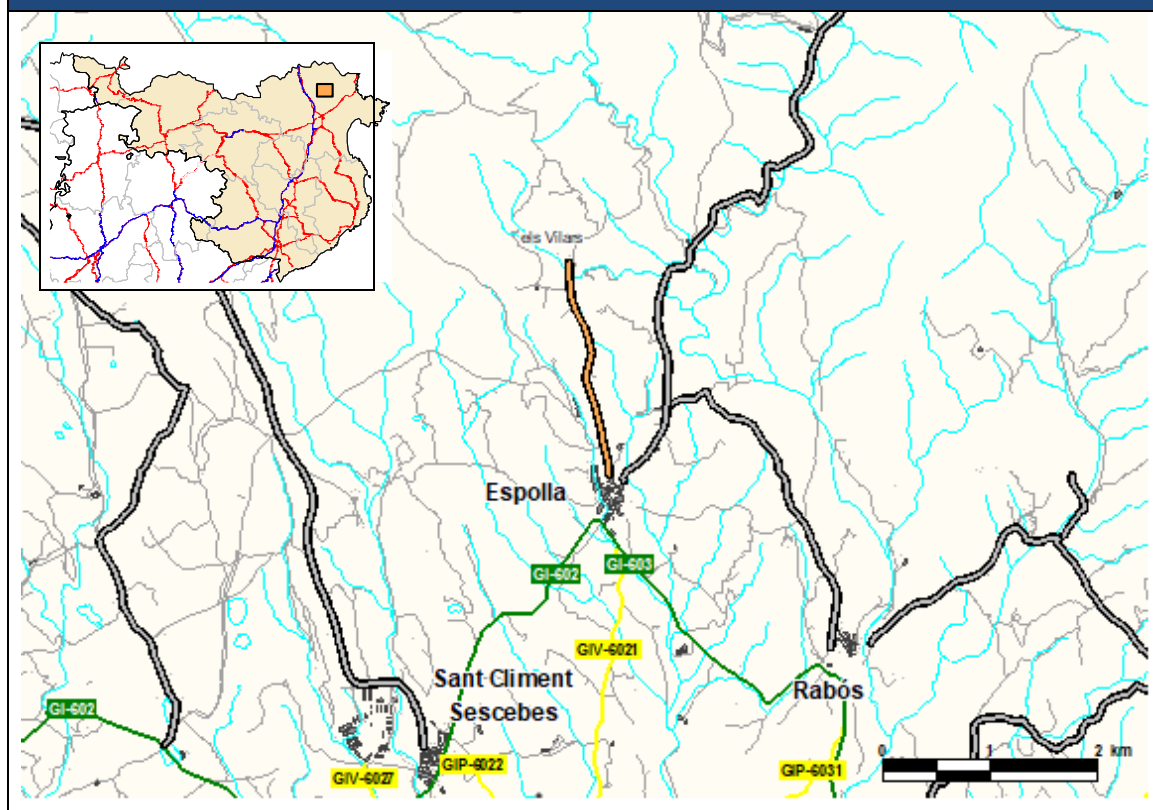 els Vilars
Espolla
GI-602
GI-603
GIV-6021
Sant Climent
Sescebes
Rabós
GI-602
0 1 2 km
GIP-6022
GIP-6031
GIV-6027